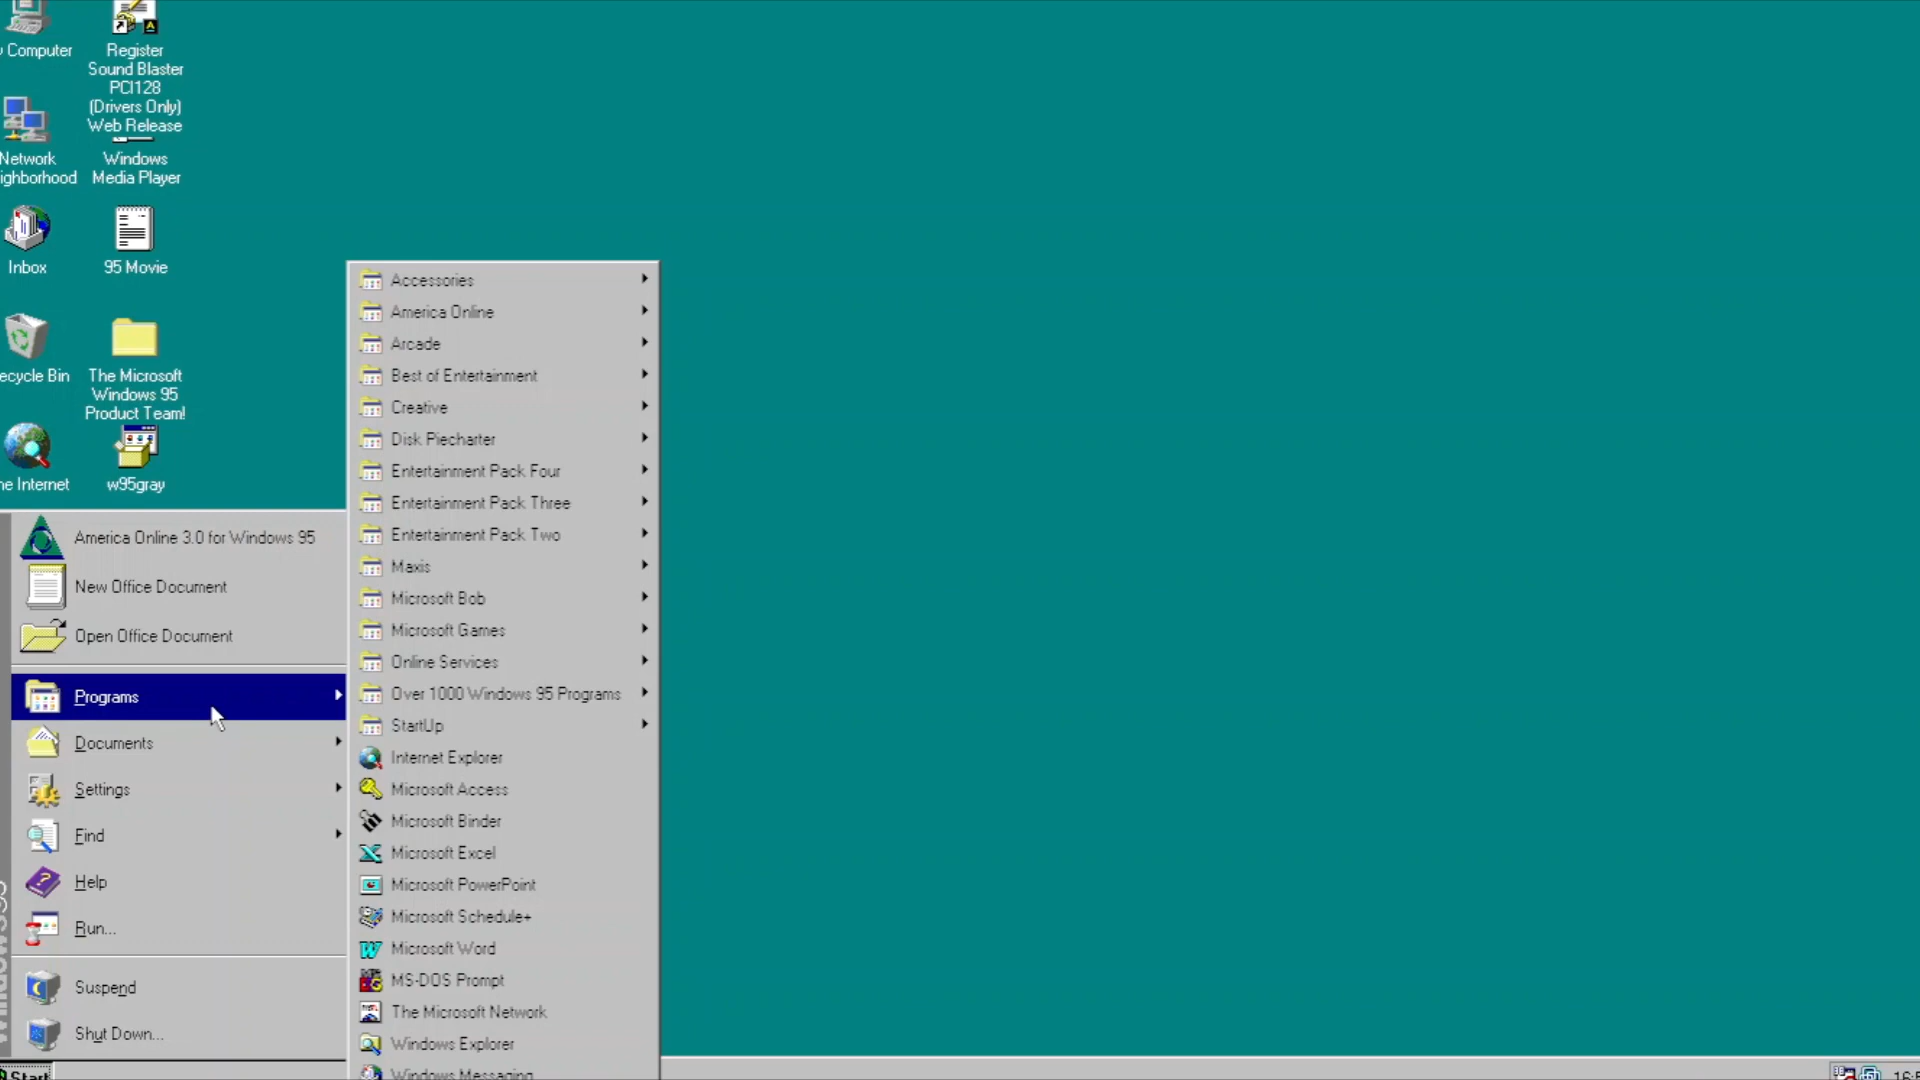 Computer
Register
Sound Blaster
PCI128
(Drivers Only)
Web Release
Network
ighborhood
Windows
Media Player
Inbox
95 Movie
ecycle Bin
The Microsoft
Windows 95
Product Team!
he Internet
w95gray
America Online 3.0 for Windows 95
New Office Document
Open Office Document
Programs
Documents
Settings
Find
Help
Run...
Suspend
Shut Down...
Windows95
Accessories
America Online
Arcade
Best of Entertainment
Creative
Disk Piecharter
Entertainment Pack Four
Entertainment Pack Three
Entertainment Pack Two
Maxis
Microsoft Bob
Microsoft Games
Online Services
Over 1000 Windows 95 Programs
StartUp
Internet Explorer
Microsoft Access
Microsoft Binder
Microsoft Excel
Microsoft PowerPoint
Microsoft Schedule+
Microsoft Word
MS-DOS Prompt
The Microsoft Network
Windows Explorer
Windows Messaging
Start